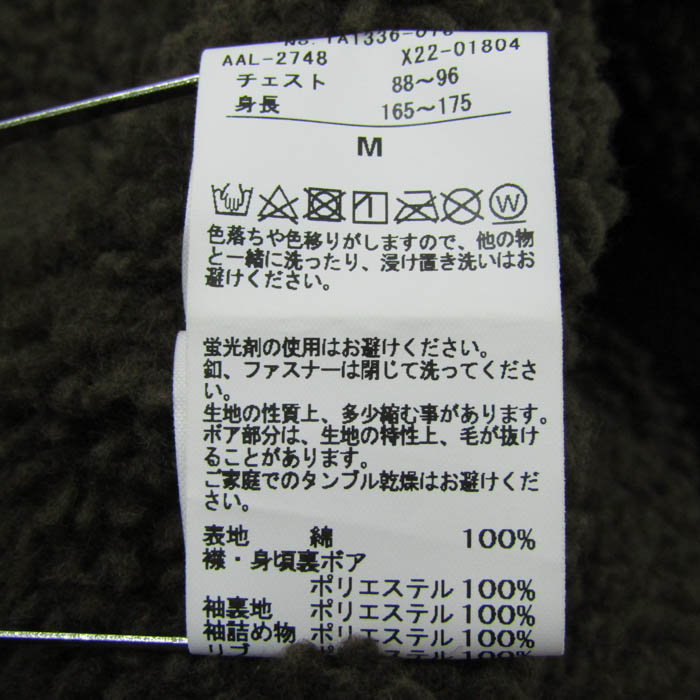 AAL-2748 X22-01804
チェスト 88～96
身長 165～175
M
W
色落ちや色移りがしますので、他の物
と一緒に洗ったり、浸け置き洗いはお
避けください。
蛍光剤の使用はお避けください。
釦、ファスナーは閉じて洗ってくださ
い。
生地の性質上、多少縮む事があります。
ボア部分は、生地の特性上、毛が抜け
ることがあります。
ご家庭でのタンブル乾燥はお避けくだ
さい。
表地 綿 100%
襟・身頃裏ボア
ポリエステル 100%
袖裏地 ポリエステル 100%
袖詰め物 ポリエステル 100%
リブ